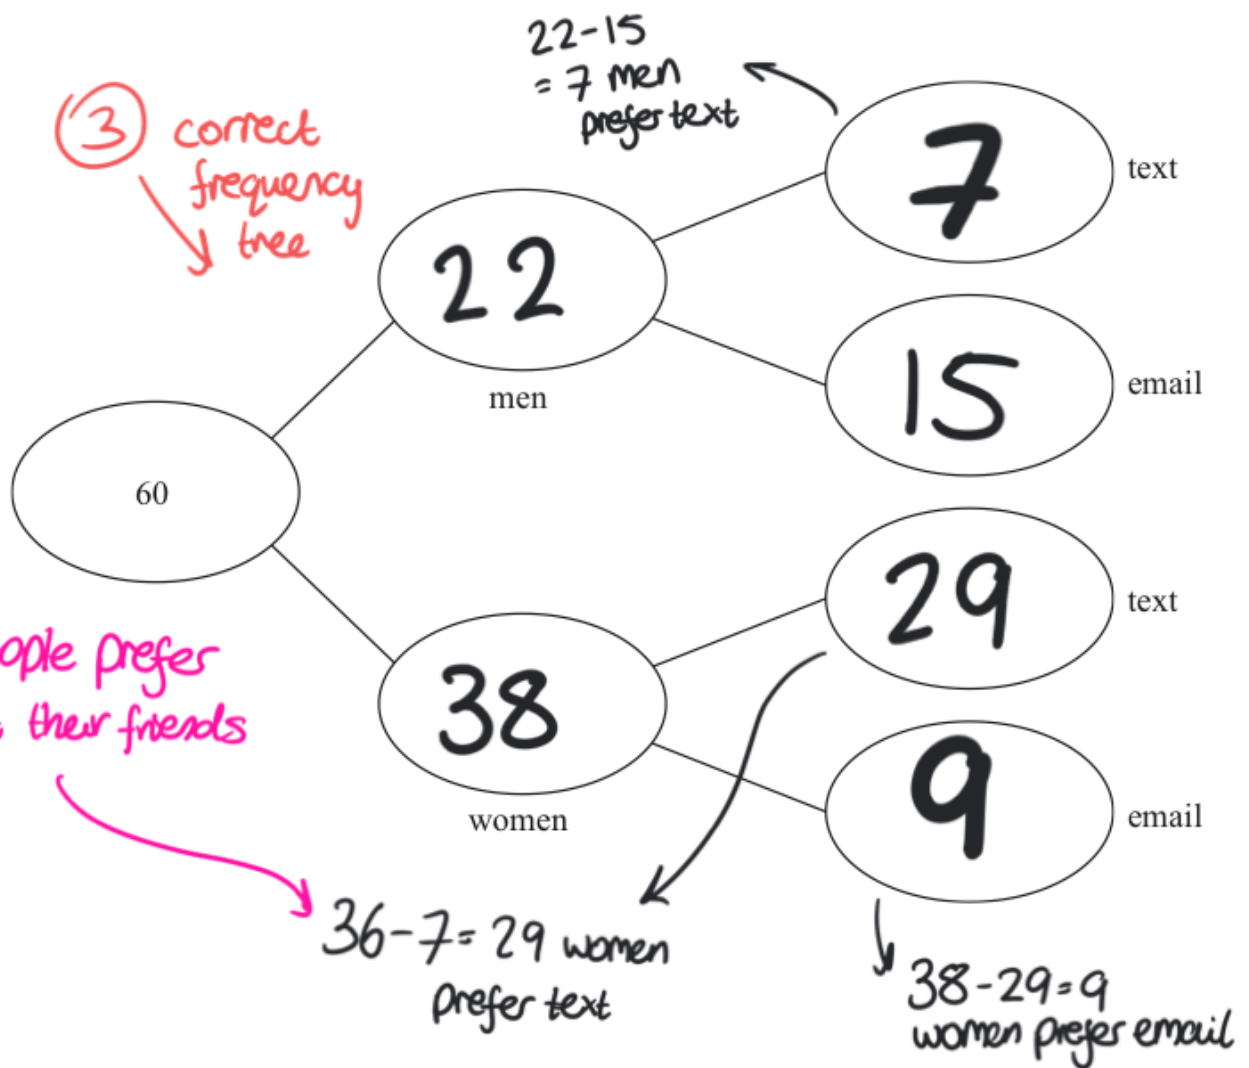 22-15
= 7 men
prefer text
3 correct
frequency
tree
7
text
22
men
15
email
60
29
text
prefer
their friends
38
women
9
email
36-7= 29 women
prefer text
38-29=9
women prefer email